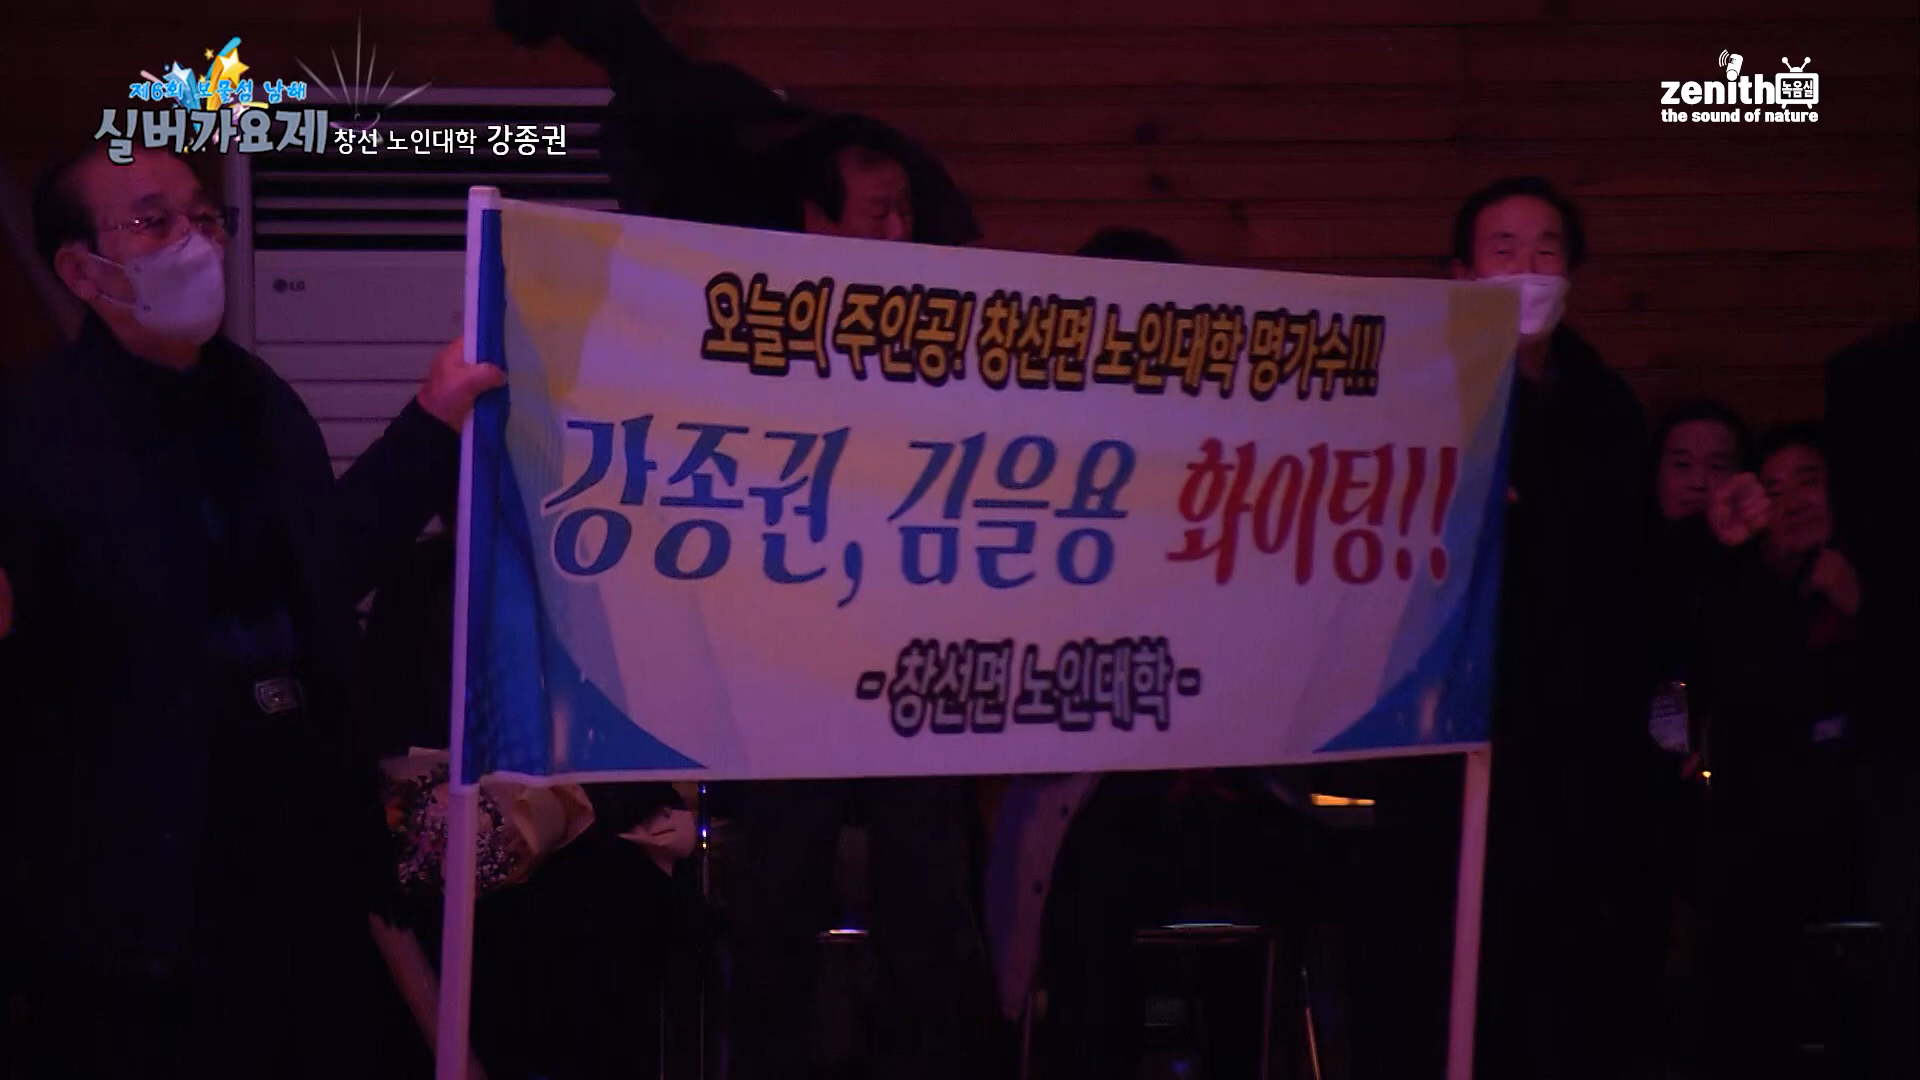 제6회 보물섬 남해
실버가요제 창선 노인대학 강종권
zenith 녹음실
the sound of nature
LG
오늘의 주인공! 창선면 노인대학 명가수!!!
강종권, 김을용 화이팅!!
- 창선면 노인대학 -